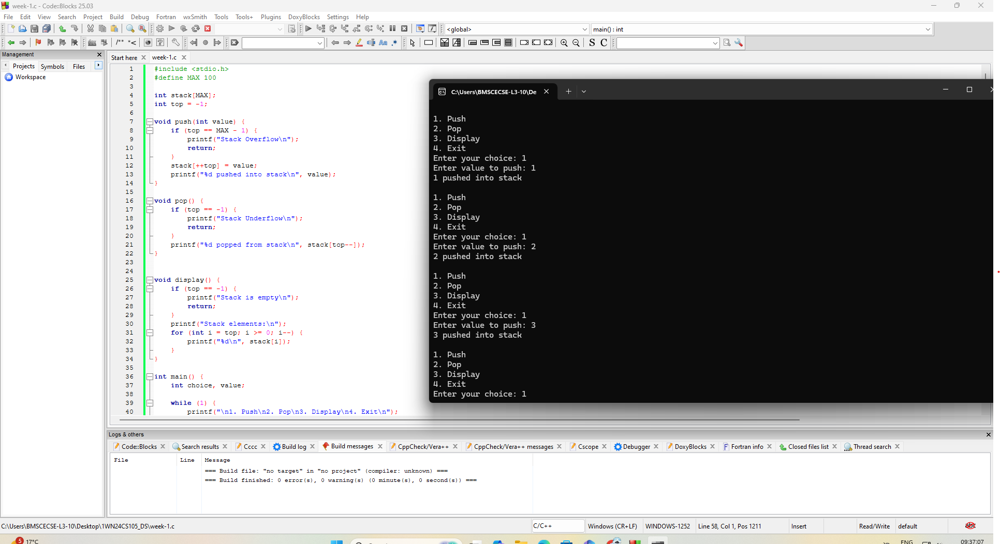 week-1.c - Code::Blocks 25.03
File Edit View Search Project Build Debug Fortran wxSmith Tools Tools+ Plugins DoxyBlocks Settings Help
<global> main() : int
/** *< Aa .* S C
Management
Projects Symbols Files
Workspace
Start here week-1.c
1 #include <stdio.h>
2 #define MAX 100
3
4 int stack[MAX];
5 int top = -1;
6
7 void push(int value) {
8 if (top == MAX - 1) {
9 printf("Stack Overflow\n");
10 return;
11 }
12 stack[++top] = value;
13 printf("%d pushed into stack\n", value);
14 }
15
16 void pop() {
17 if (top == -1) {
18 printf("Stack Underflow\n");
19 return;
20 }
21 printf("%d popped from stack\n", stack[top--]);
22 }
23
24
25 void display() {
26 if (top == -1) {
27 printf("Stack is empty\n");
28 return;
29 }
30 printf("Stack elements:\n");
31 for (int i = top; i >= 0; i--) {
32 printf("%d\n", stack[i]);
33 }
34 }
35
36 int main() {
37 int choice, value;
38
39 while (1) {
40 printf("\n1. Push\n2. Pop\n3. Display\n4. Exit\n");
C:\Users\BMSCECSE-L3-10\De
1. Push
2. Pop
3. Display
4. Exit
Enter your choice: 1
Enter value to push: 1
1 pushed into stack
1. Push
2. Pop
3. Display
4. Exit
Enter your choice: 1
Enter value to push: 2
2 pushed into stack
1. Push
2. Pop
3. Display
4. Exit
Enter your choice: 1
Enter value to push: 3
3 pushed into stack
1. Push
2. Pop
3. Display
4. Exit
Enter your choice: 1
Logs & others
Code::Blocks Search results Cccc Build log Build messages CppCheck/Vera++ CppCheck/Vera++ messages Cscope Debugger DoxyBlocks Fortran info Closed files list Thread search
File Line Message
=== Build file: "no target" in "no project" (compiler: unknown) ===
=== Build finished: 0 error(s), 0 warning(s) (0 minute(s), 0 second(s)) ===
C:\Users\BMSCECSE-L3-10\Desktop\1WN24CS105_DS\week-1.c C/C++ Windows (CR+LF) WINDOWS-1252 Line 58, Col 1, Pos 1211 Insert Read/Write default abc
5 17°C ENG 09:37:07